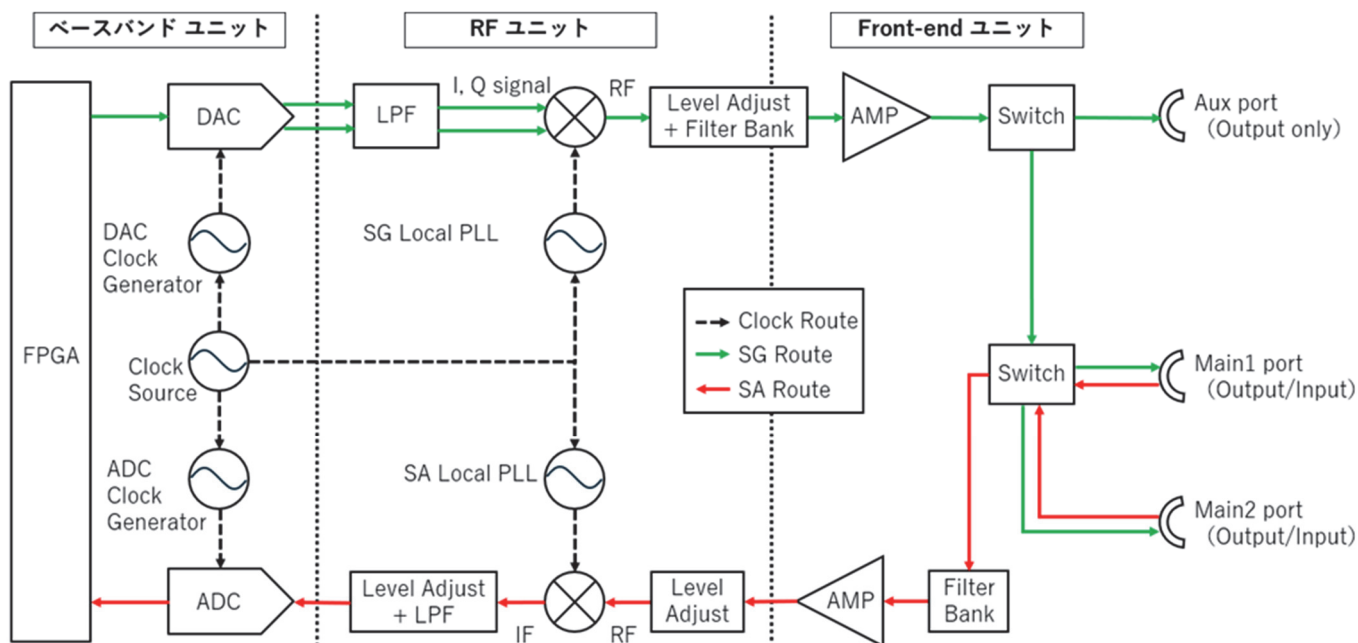 ベースバンド ユニット
RF ユニット
Front-end ユニット
FPGA
DAC
LPF
I, Q signal
RF
Level Adjust
+ Filter Bank
AMP
Switch
Aux port
（Output only）
DAC
Clock
Generator
SG Local PLL
Clock
Source
Clock Route
SG Route
SA Route
Switch
Main1 port
（Output/Input）
ADC
Clock
Generator
SA Local PLL
Main2 port
（Output/Input）
ADC
Level Adjust
+ LPF
IF
RF
Level
Adjust
AMP
Filter
Bank